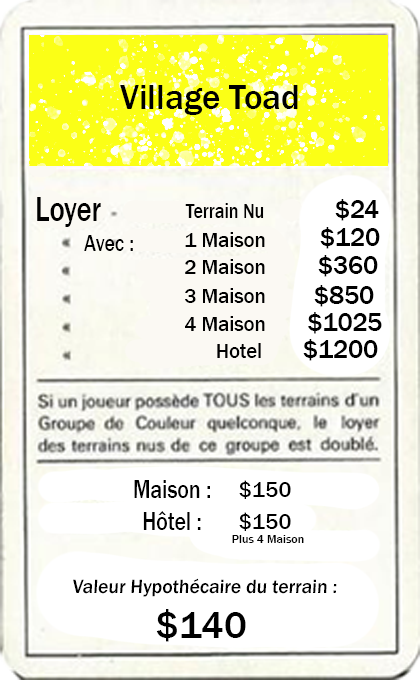 Village Toad
Loyer - Terrain Nu $24
« Avec : 1 Maison $120
« 2 Maison $360
« 3 Maison $850
« 4 Maison $1025
« Hotel $1200
Si un joueur possède TOUS les terrains d'un
Groupe de Couleur quelconque, le loyer
des terrains nus de ce groupe est doublé.
Maison : $150
Hôtel : $150
Plus 4 Maison
Valeur Hypothécaire du terrain :
$140